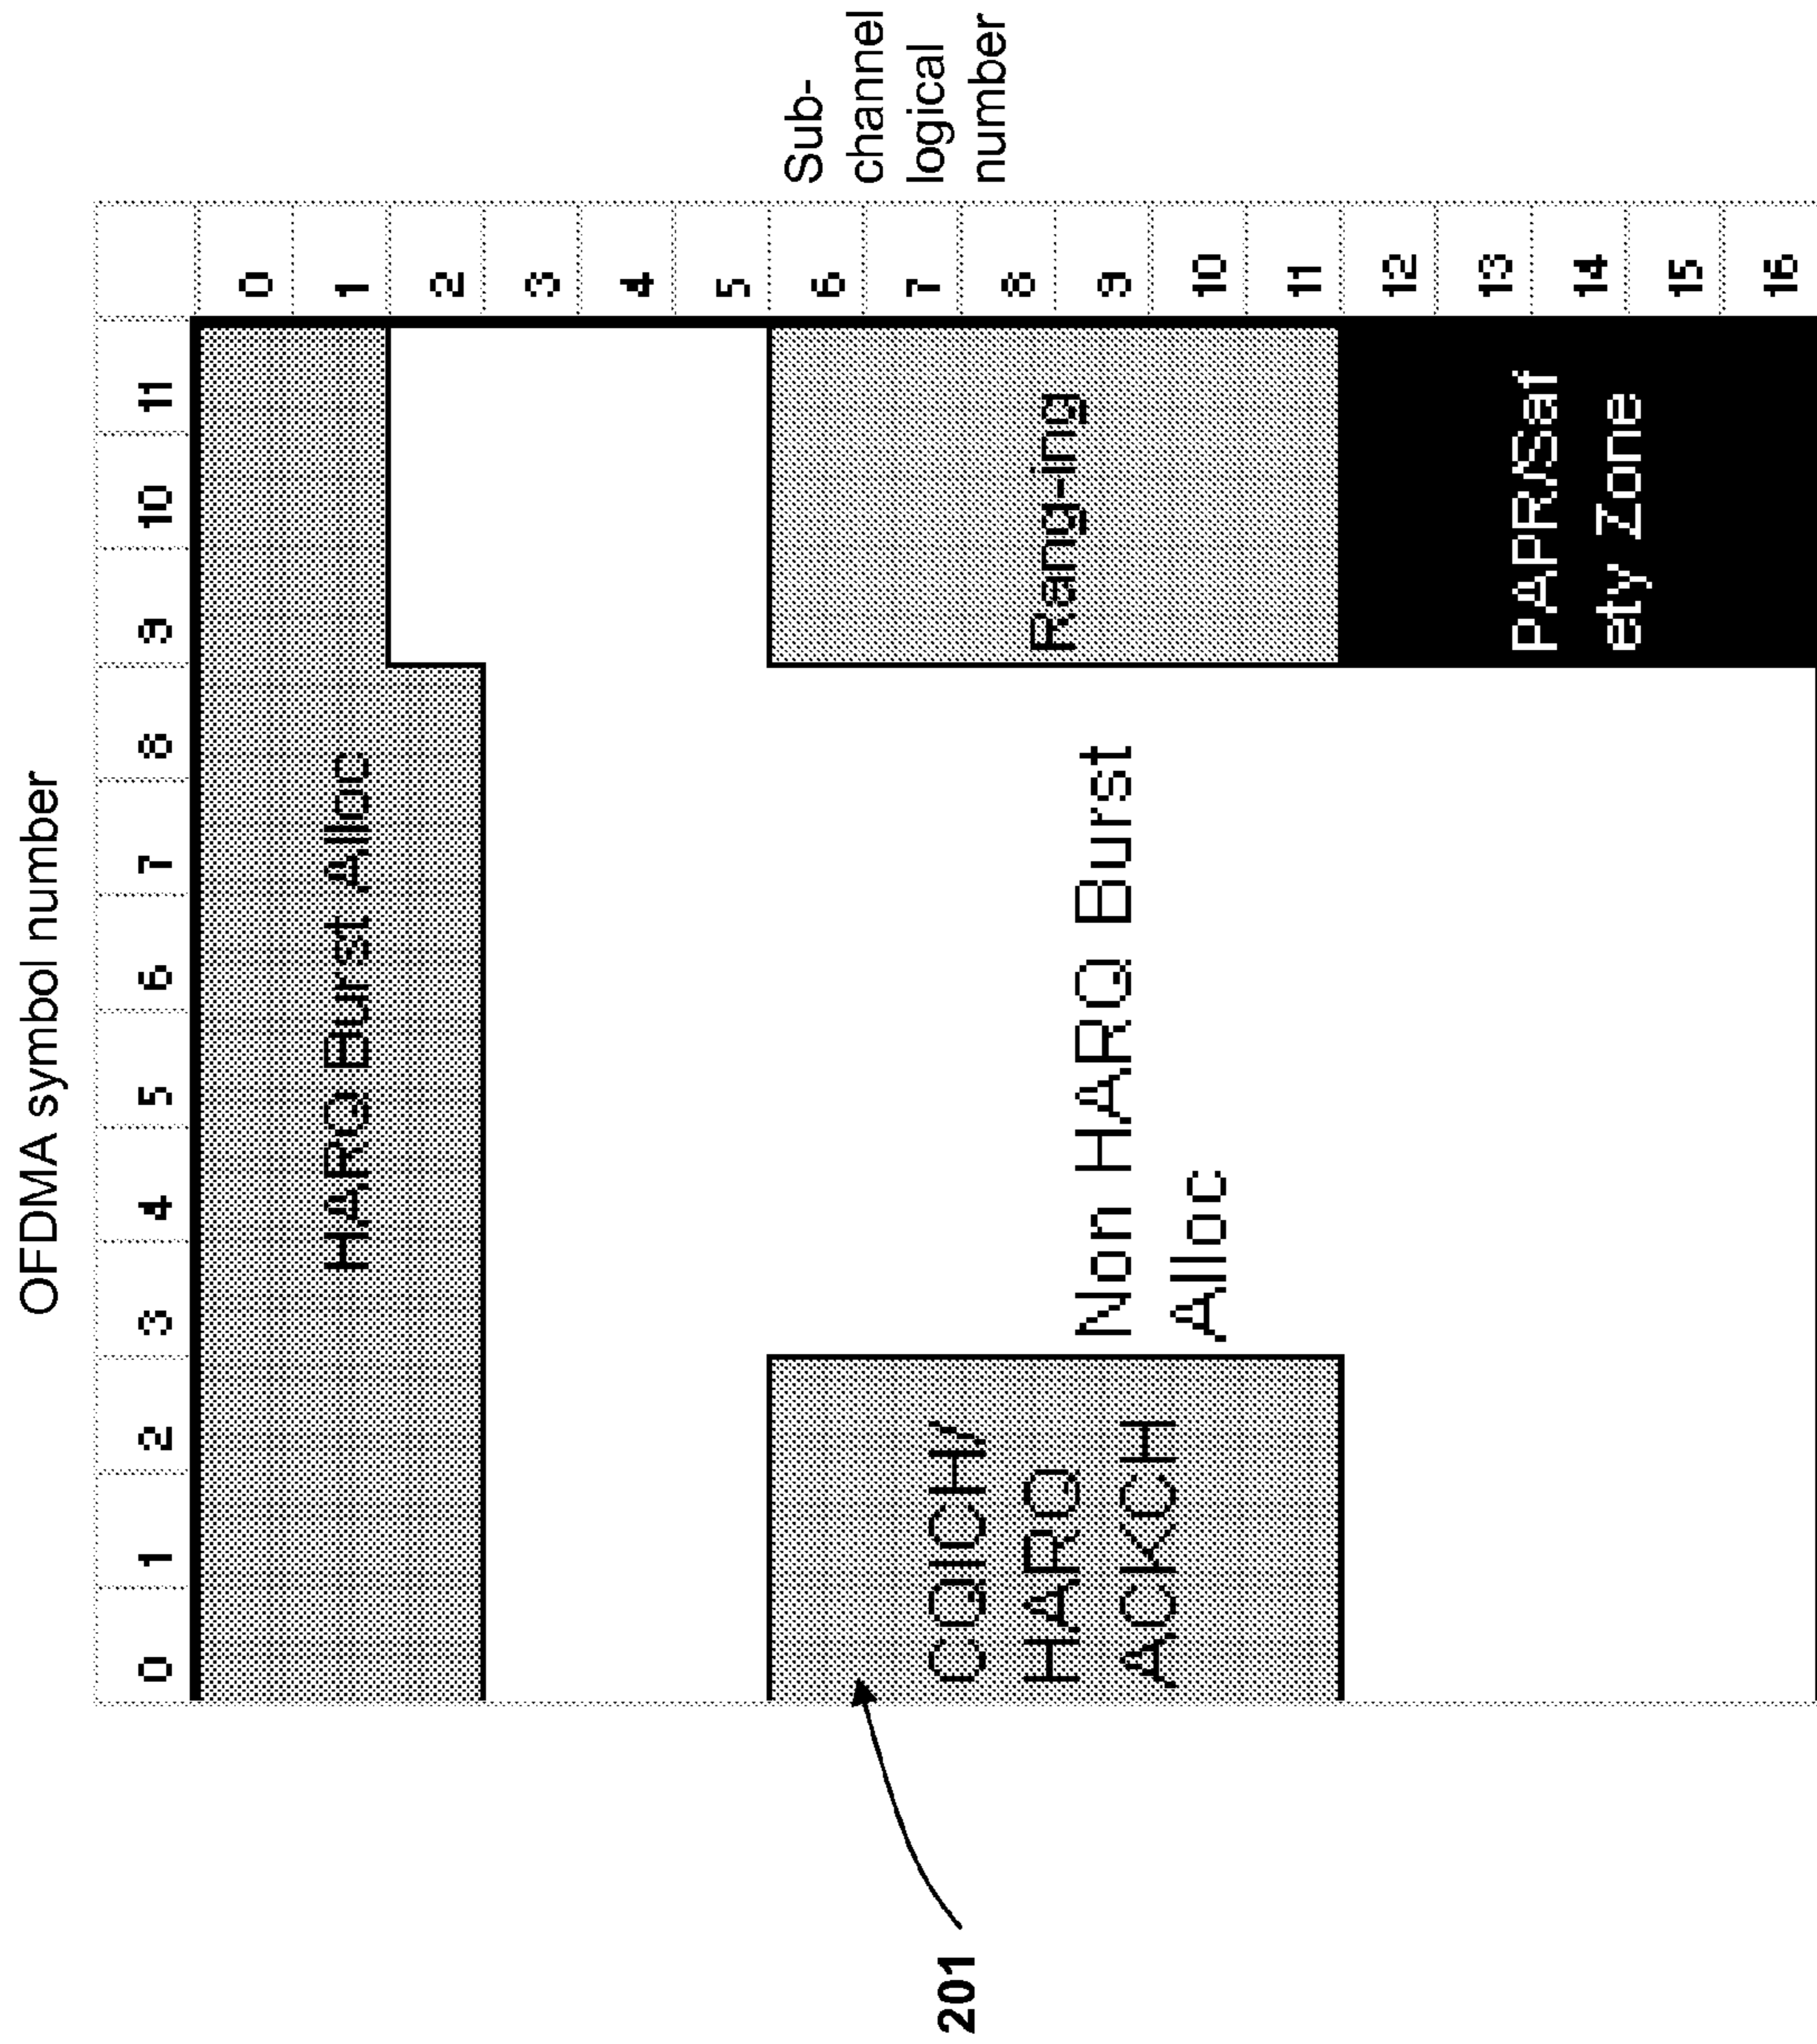 OFDMA symbol number
0 1 2 3 4 5 6 7 8 9 10 11
Sub-
channel
logical
number
0
1
2
3
4
5
6
7
8
9
10
11
12
13
14
15
16
HARQ Burst Alloc
CQICH/
HARQ
ACKCH
Non HARQ Burst
Alloc
Rang-ing
PAPR/Saf
ety Zone
201